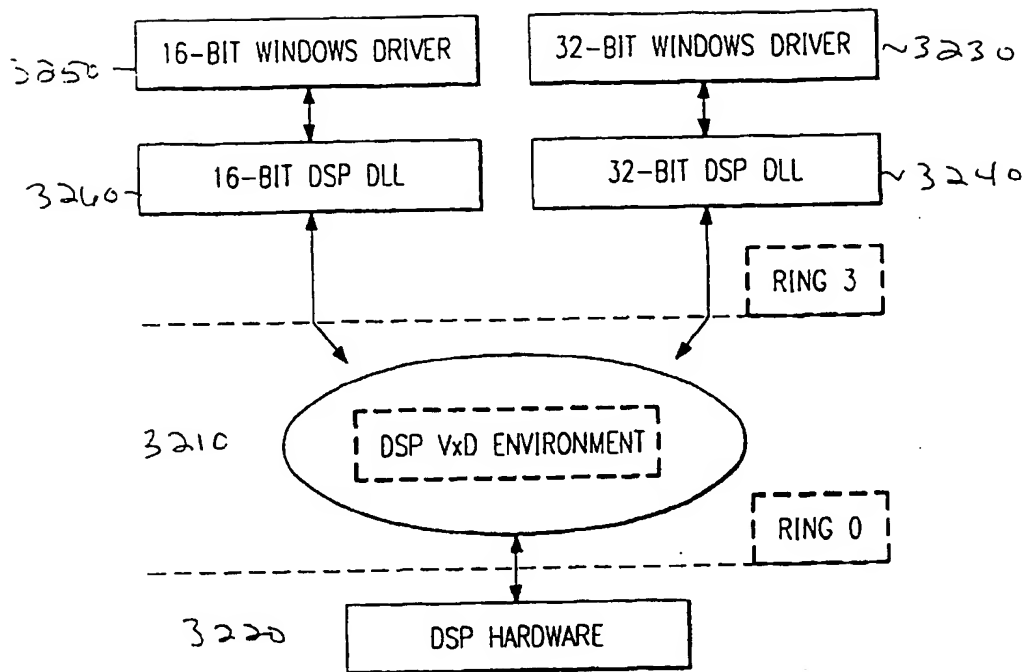 3250
16-BIT WINDOWS DRIVER
32-BIT WINDOWS DRIVER
3230
3260
16-BIT DSP DLL
32-BIT DSP DLL
3240
RING 3
3210
DSP VxD ENVIRONMENT
RING 0
3220
DSP HARDWARE